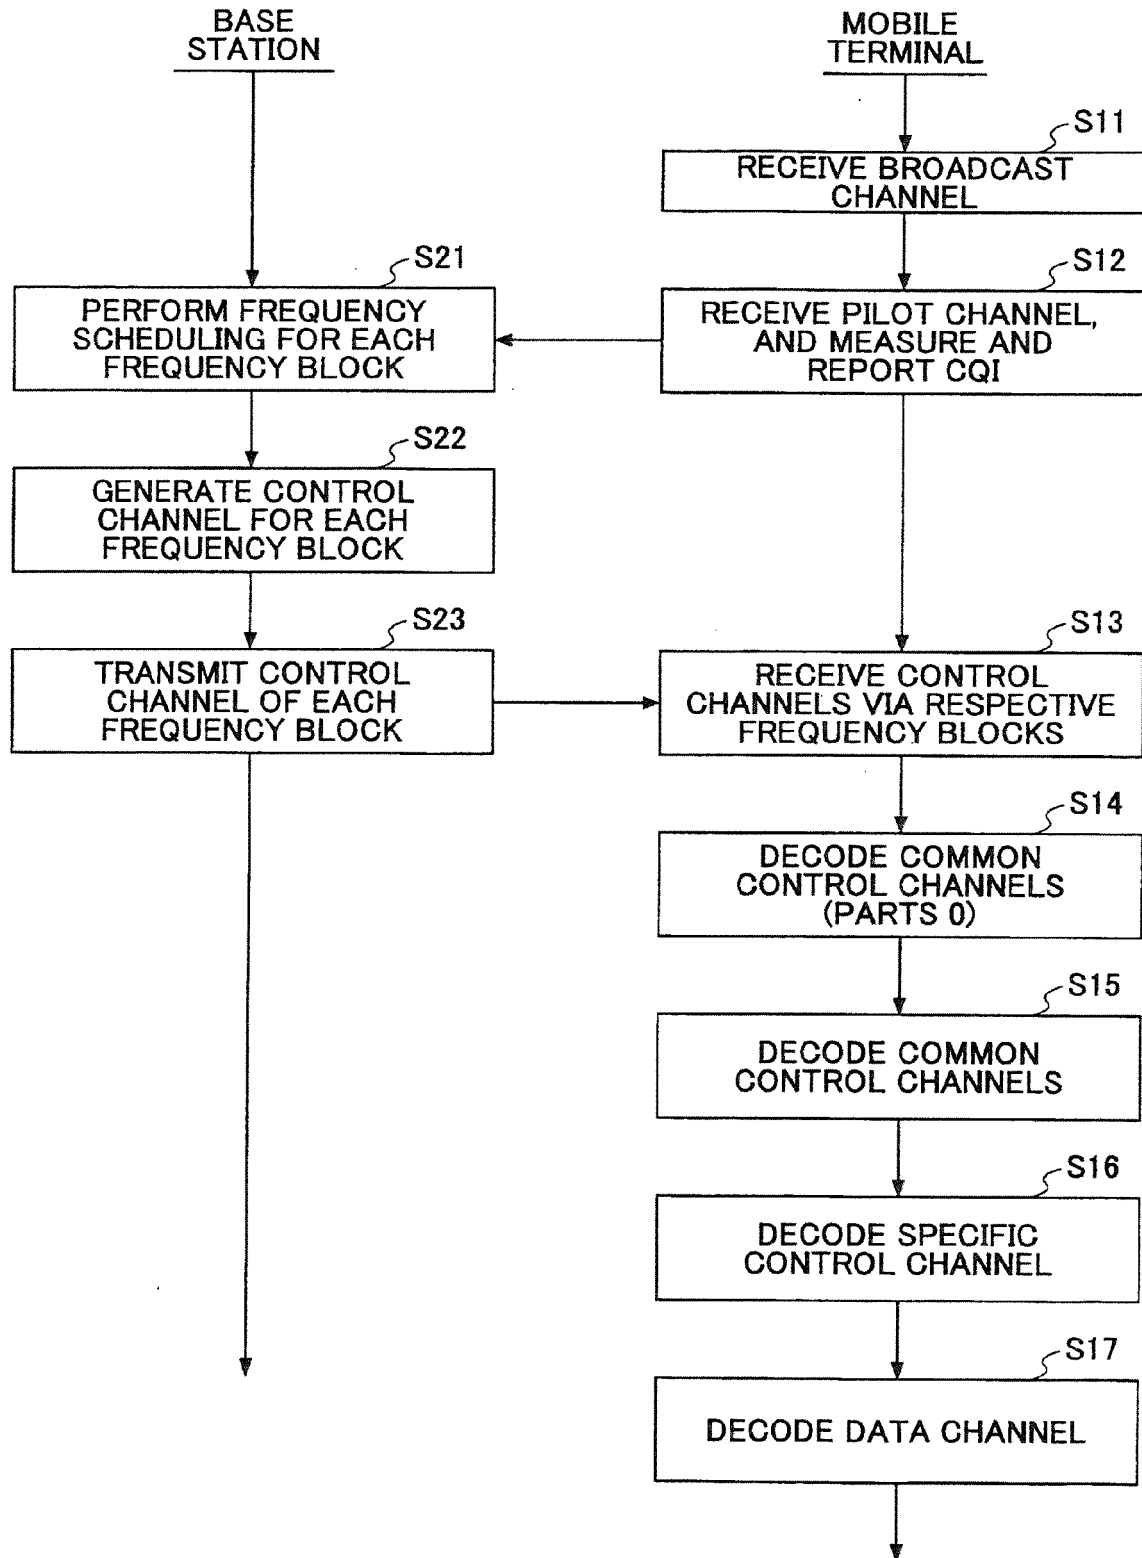 BASE
STATION
MOBILE
TERMINAL
S11
RECEIVE BROADCAST
CHANNEL
S21
PERFORM FREQUENCY
SCHEDULING FOR EACH
FREQUENCY BLOCK
S12
RECEIVE PILOT CHANNEL,
AND MEASURE AND
REPORT CQI
S22
GENERATE CONTROL
CHANNEL FOR EACH
FREQUENCY BLOCK
S23
TRANSMIT CONTROL
CHANNEL OF EACH
FREQUENCY BLOCK
S13
RECEIVE CONTROL
CHANNELS VIA RESPECTIVE
FREQUENCY BLOCKS
S14
DECODE COMMON
CONTROL CHANNELS
(PARTS 0)
S15
DECODE COMMON
CONTROL CHANNELS
S16
DECODE SPECIFIC
CONTROL CHANNEL
S17
DECODE DATA CHANNEL